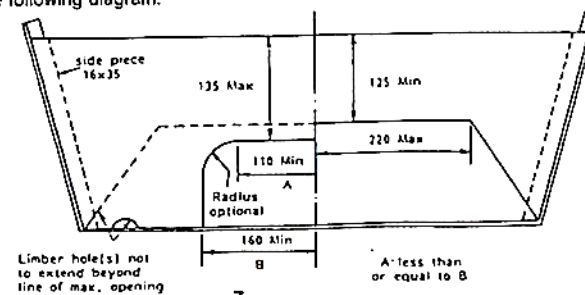 e following diagram.
side piece
16x35
135 Max
125 Min
110 Min
A
220 Max
Radius
optional
160 Min
B
Limber hole(s) not
to extend beyond
line of max. opening
A less than
or equal to B